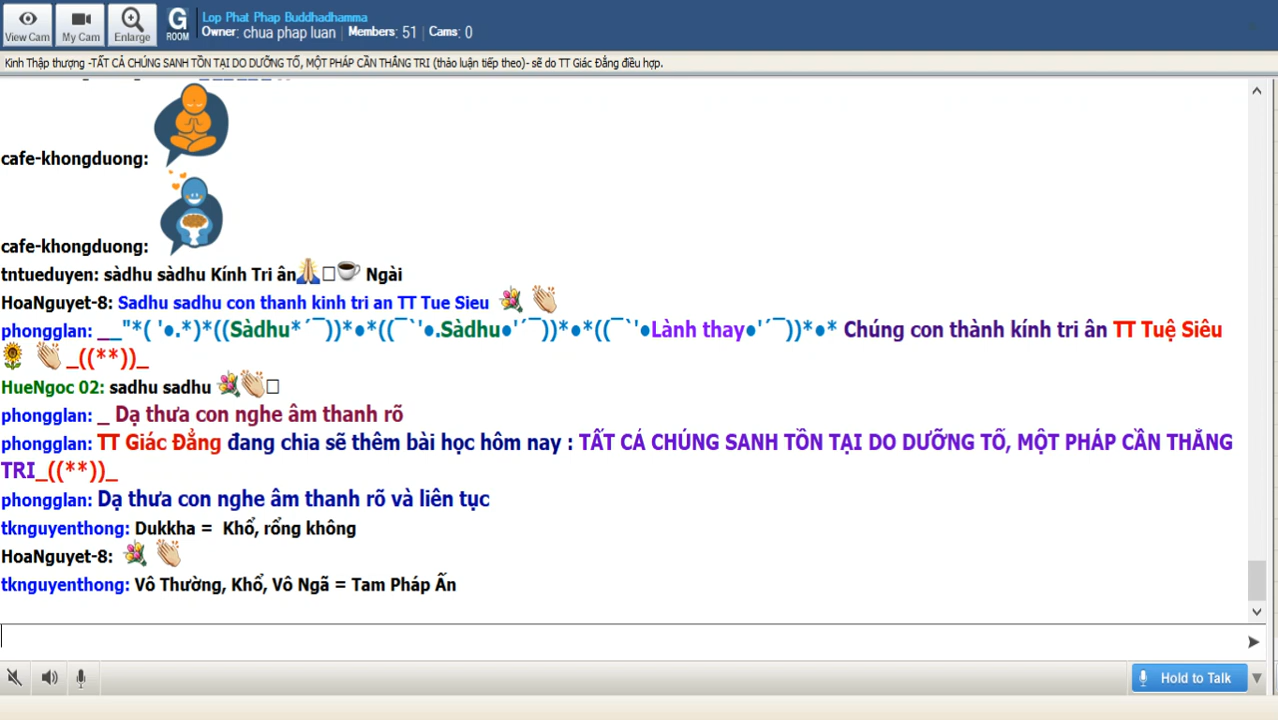 View Cam
My Cam
Enlarge
G
ROOM
Lop Phat Phap Buddhadhamma
Owner: chua phap luan | Members: 51 | Cams: 0
Kinh Thập thượng -TẤT CẢ CHÚNG SANH TỒN TẠI DO DƯỠNG TỐ, MỘT PHÁP CẦN THẮNG TRI (thảo luận tiếp theo)- sẽ do TT Giác Đẳng điều hợp.
cafe-khongduong:
cafe-khongduong:
tntueduyen: sàdhu sàdhu Kính Tri ân🙏□☕ Ngài
HoaNguyet-8: Sadhu sadhu con thanh kinh tri an TT Tue Sieu 💐 👏
phongglan: __"*( '●.*)*((Sàdhu*´¯))*●*((¯`'●.Sàdhu●'´¯))*●*((¯`'●Lành thay●'´¯))*●* Chúng con thành kính tri ân TT Tuệ Siêu
🌻 👏 _((**))_
HueNgoc 02: sadhu sadhu 💐👏□
phongglan: _ Dạ thưa con nghe âm thanh rõ
phongglan: TT Giác Đẳng đang chia sẽ thêm bài học hôm nay : TẤT CẢ CHÚNG SANH TỒN TẠI DO DƯỠNG TỐ, MỘT PHÁP CẦN THẮNG
TRI_((**))_
phongglan: Dạ thưa con nghe âm thanh rõ và liên tục
tknguyenthong: Dukkha =  Khổ, rổng không
HoaNguyet-8: 💐 👏
tknguyenthong: Vô Thường, Khổ, Vô Ngã = Tam Pháp Ấn
Hold to Talk